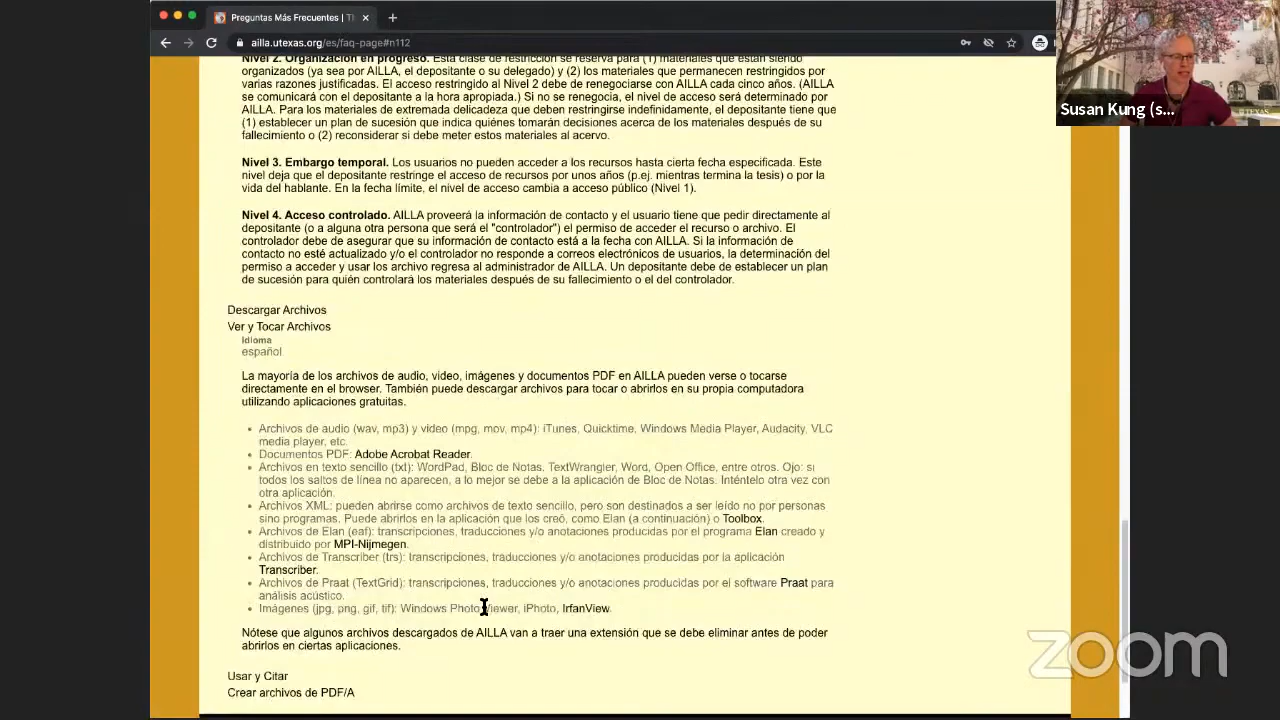 Preguntas Más Frecuentes | Th
ailla.utexas.org/es/faq-page#n112
Susan Kung (s...
Nivel 2. Organización en progreso. Esta clase de restricción se reserva para (1) materiales que están siendo
organizados (ya sea por AILLA, el depositante o su delegado) y (2) los materiales que permanecen restringidos por
varias razones justificadas. El acceso restringido al Nivel 2 debe de renegociarse con AILLA cada cinco años. (AILLA
se comunicará con el depositante a la hora apropiada.) Si no se renegocia, el nivel de acceso será determinado por
AILLA. Para los materiales de extremada delicadeza que deben restringirse indefinidamente, el depositante tiene que
(1) establecer un plan de sucesión que indica quiénes tomarán decisiones acerca de los materiales después de su
fallecimiento o (2) reconsiderar si debe meter estos materiales al acervo.
Nivel 3. Embargo temporal. Los usuarios no pueden acceder a los recursos hasta cierta fecha especificada. Este
nivel deja que el depositante restringe el acceso de recursos por unos años (p.ej. mientras termina la tesis) o por la
vida del hablante. En la fecha límite, el nivel de acceso cambia a acceso público (Nivel 1).
Nivel 4. Acceso controlado. AILLA proveerá la información de contacto y el usuario tiene que pedir directamente al
depositante (o a alguna otra persona que será el "controlador") el permiso de acceder el recurso o archivo. El
controlador debe de asegurar que su información de contacto está a la fecha con AILLA. Si la información de
contacto no esté actualizado y/o el controlador no responde a correos electrónicos de usuarios, la determinación del
permiso a acceder y usar los archivo regresa al administrador de AILLA. Un depositante debe de establecer un plan
de sucesión para quién controlará los materiales después de su fallecimiento o el del controlador.
Descargar Archivos
Ver y Tocar Archivos
Idioma
español
La mayoría de los archivos de audio, video, imágenes y documentos PDF en AILLA pueden verse o tocarse
directamente en el browser. También puede descargar archivos para tocar o abrirlos en su propia computadora
utilizando aplicaciones gratuitas.
• Archivos de audio (wav, mp3) y video (mpg, mov, mp4): iTunes, Quicktime, Windows Media Player, Audacity, VLC
media player, etc.
• Documentos PDF: Adobe Acrobat Reader.
• Archivos en texto sencillo (txt): WordPad, Bloc de Notas. TextWrangler, Word, Open Office, entre otros. Ojo: si
todos los saltos de línea no aparecen, a lo mejor se debe a la aplicación de Bloc de Notas. Inténtelo otra vez con
otra aplicación.
• Archivos XML: pueden abrirse como archivos de texto sencillo, pero son destinados a ser leído no por personas
sino programas. Puede abrirlos en la aplicación que los creó, como Elan (a continuación) o Toolbox.
• Archivos de Elan (eaf): transcripciones, traducciones y/o anotaciones producidas por el programa Elan creado y
distribuido por MPI-Nijmegen.
• Archivos de Transcriber (trs): transcripciones, traducciones y/o anotaciones producidas por la aplicación
Transcriber.
• Archivos de Praat (TextGrid): transcripciones, traducciones y/o anotaciones producidas por el software Praat para
análisis acústico.
• Imágenes (jpg, png, gif, tif): Windows Photo Viewer, iPhoto, IrfanView.
Nótese que algunos archivos descargados de AILLA van a traer una extensión que se debe eliminar antes de poder
abrirlos en ciertas aplicaciones.
Usar y Citar
Crear archivos de PDF/A
zoom